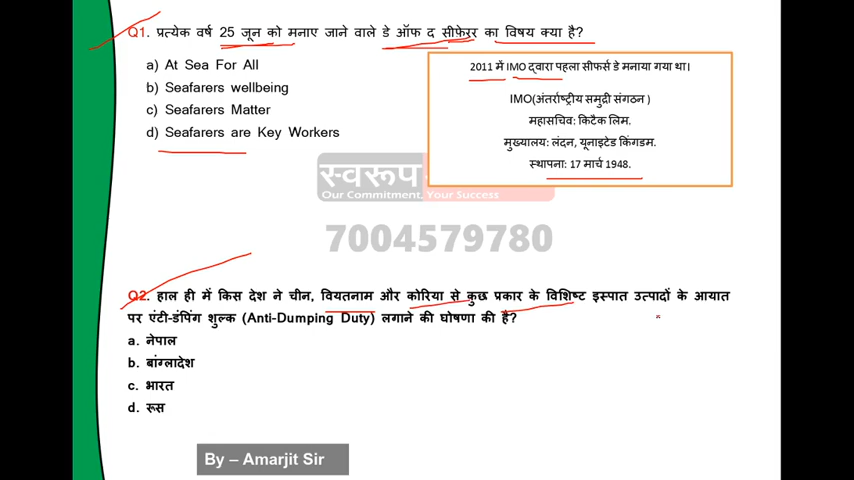 Q1. प्रत्येक वर्ष 25 जून को मनाए जाने वाले डे ऑफ द सीफेरर का विषय क्या है?
a) At Sea For All
b) Seafarers wellbeing
c) Seafarers Matter
d) Seafarers are Key Workers
2011 में IMO द्वारा पहला सीफर्स डे मनाया गया था।
IMO(अंतर्राष्ट्रीय समुद्री संगठन )
महासचिव: किटैक लिम.
मुख्यालय: लंदन, यूनाइटेड किंगडम.
स्थापना: 17 मार्च 1948.
स्वरूप
Our Commitment, Your Success
7004579780
Q2. हाल ही में किस देश ने चीन, वियतनाम और कोरिया से कुछ प्रकार के विशिष्ट इस्पात उत्पादों के आयात
पर एंटी-डंपिंग शुल्क (Anti-Dumping Duty) लगाने की घोषणा की है?
a. नेपाल
b. बांग्लादेश
c. भारत
d. रूस
By – Amarjit Sir